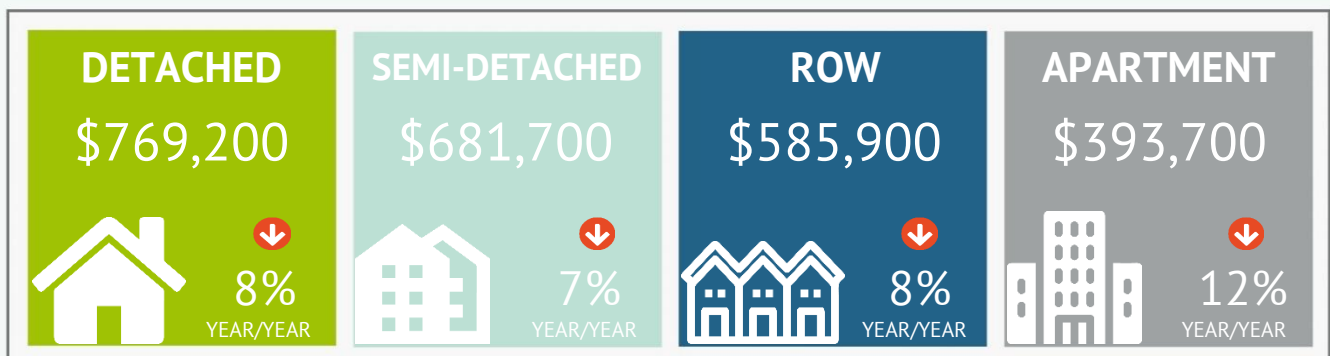 DETACHED
$769,200
8%
YEAR/YEAR
SEMI-DETACHED
$681,700
7%
YEAR/YEAR
ROW
$585,900
8%
YEAR/YEAR
APARTMENT
$393,700
12%
YEAR/YEAR